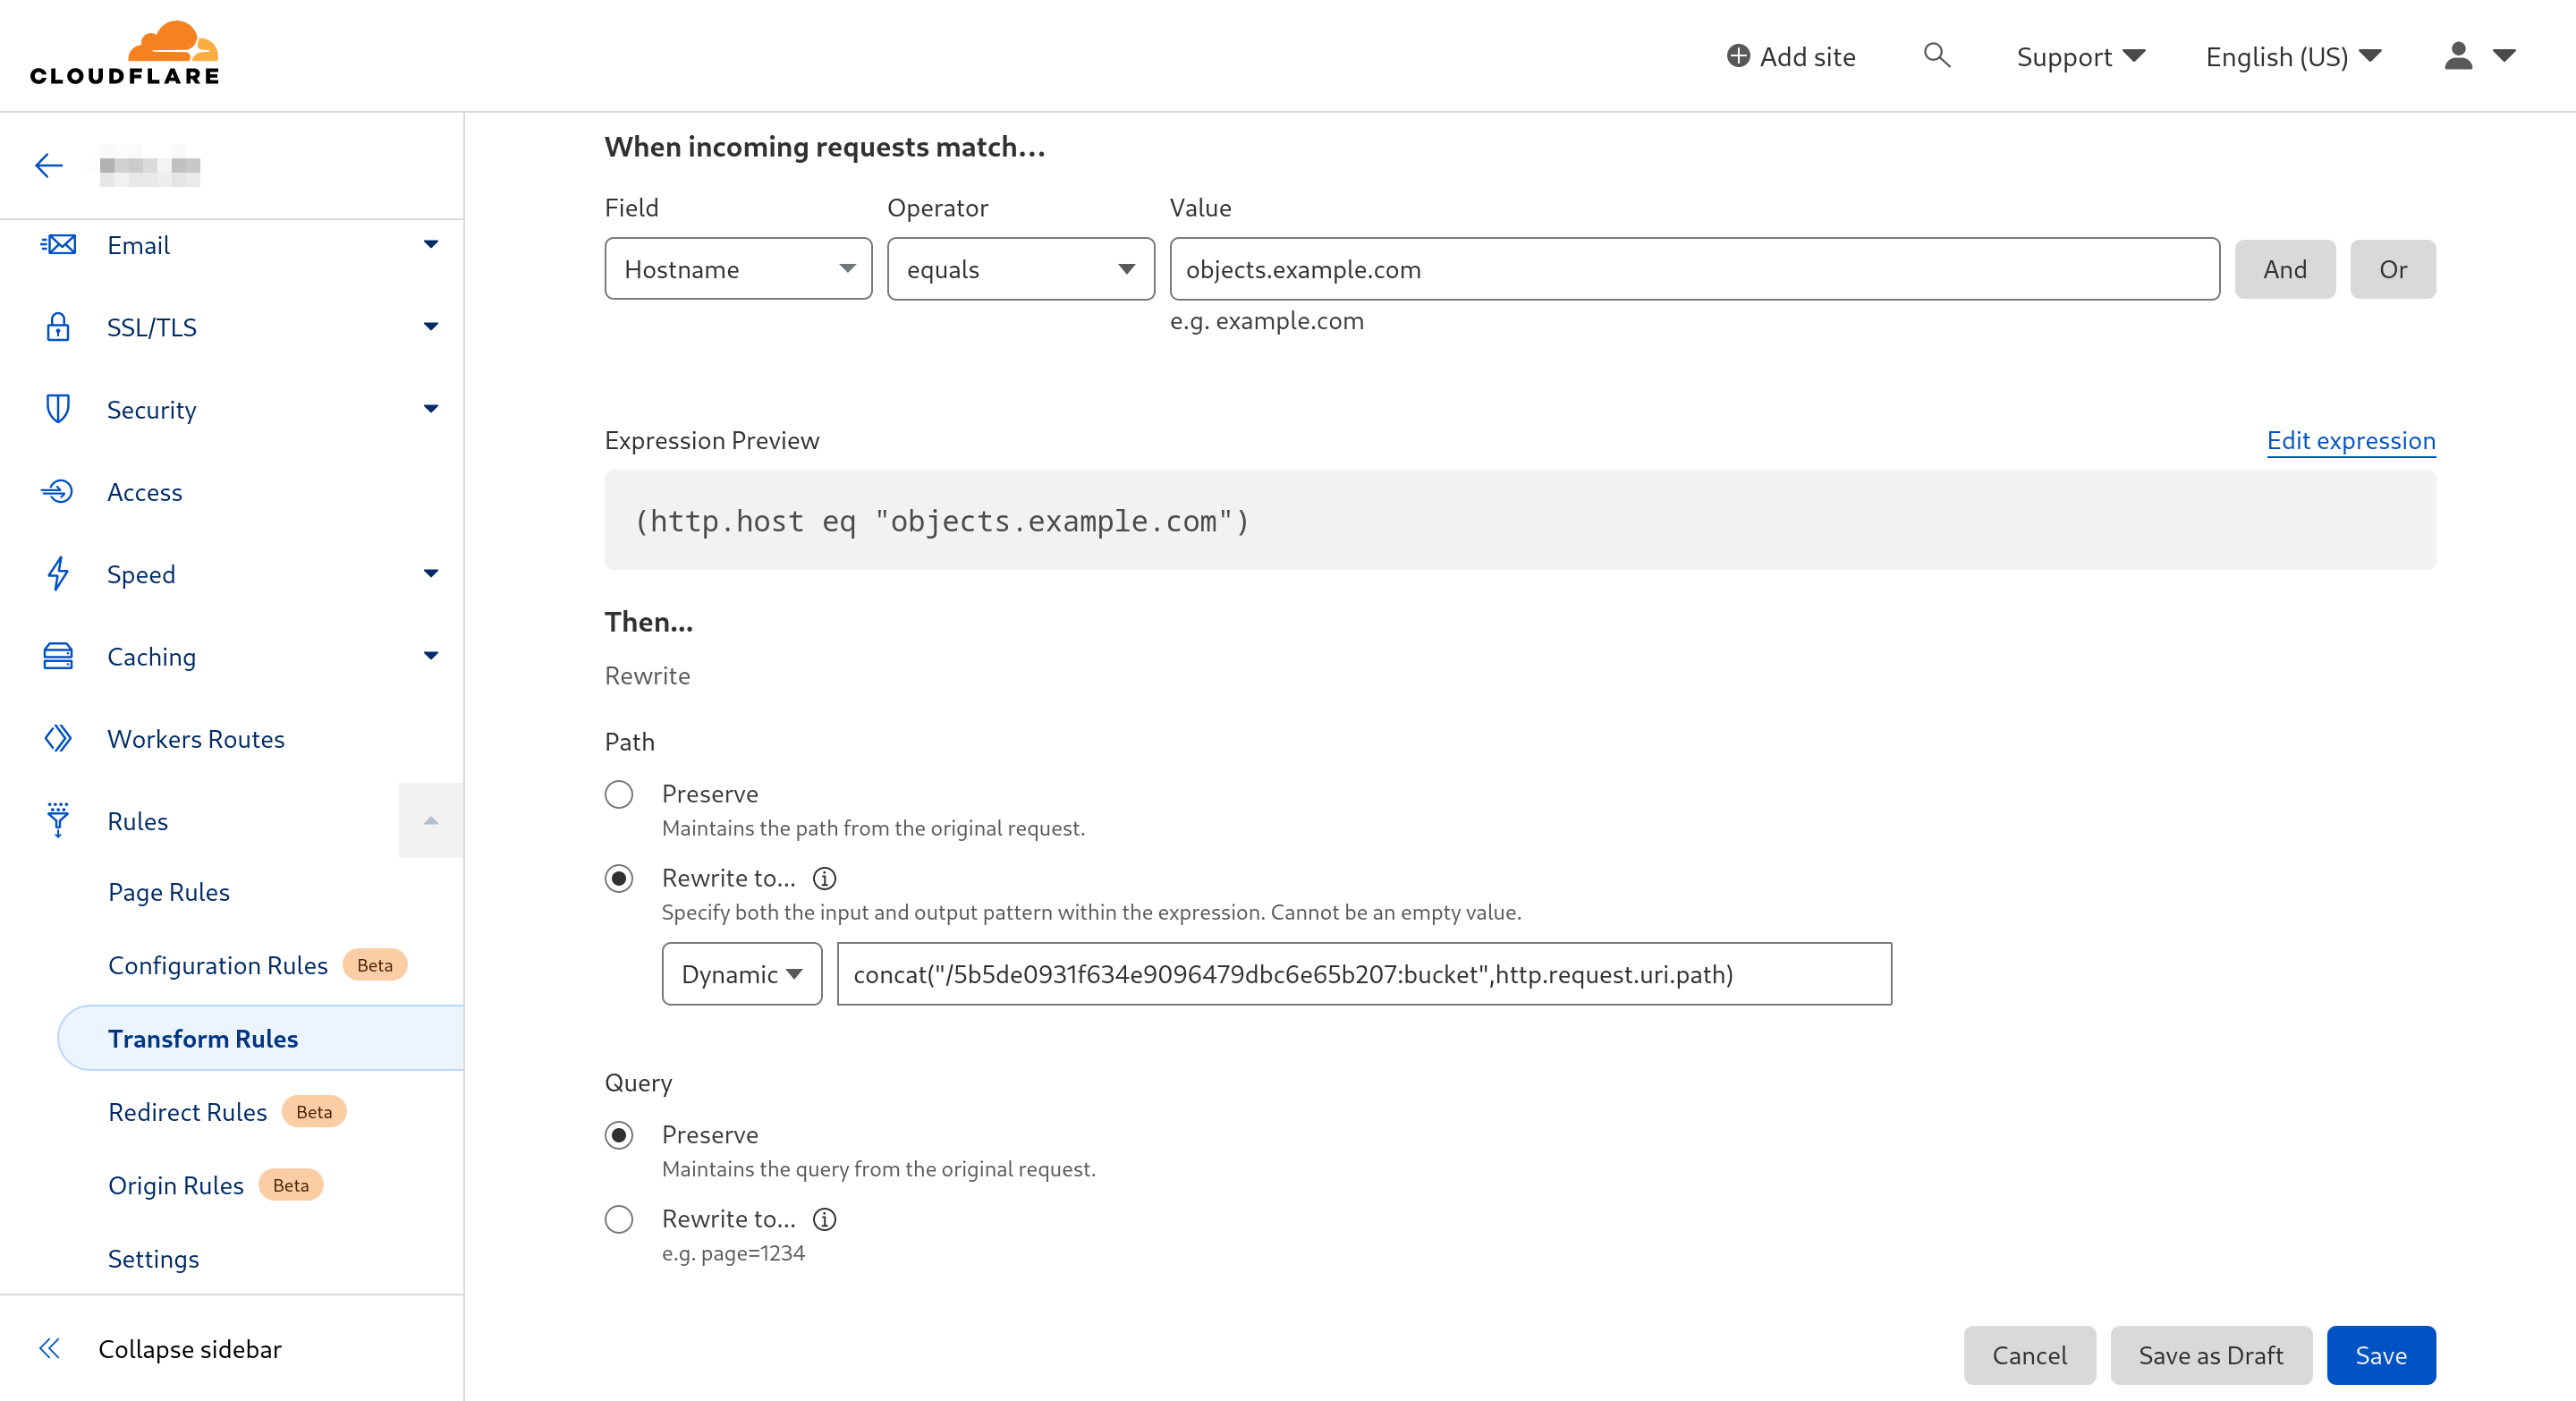 CLOUDFLARE
Add site
Support
English (US)
Email
SSL/TLS
Security
Access
Speed
Caching
Workers Routes
Rules
Page Rules
Configuration Rules Beta
Transform Rules
Redirect Rules Beta
Origin Rules Beta
Settings
Collapse sidebar
When incoming requests match...
Field Operator Value
Hostname equals objects.example.com And Or
e.g. example.com
Expression Preview Edit expression
(http.host eq "objects.example.com")
Then...
Rewrite
Path
Preserve
Maintains the path from the original request.
Rewrite to...
Specify both the input and output pattern within the expression. Cannot be an empty value.
Dynamic concat("/5b5de0931f634e9096479dbc6e65b207:bucket",http.request.uri.path)
Query
Preserve
Maintains the query from the original request.
Rewrite to...
e.g. page=1234
Cancel Save as Draft Save